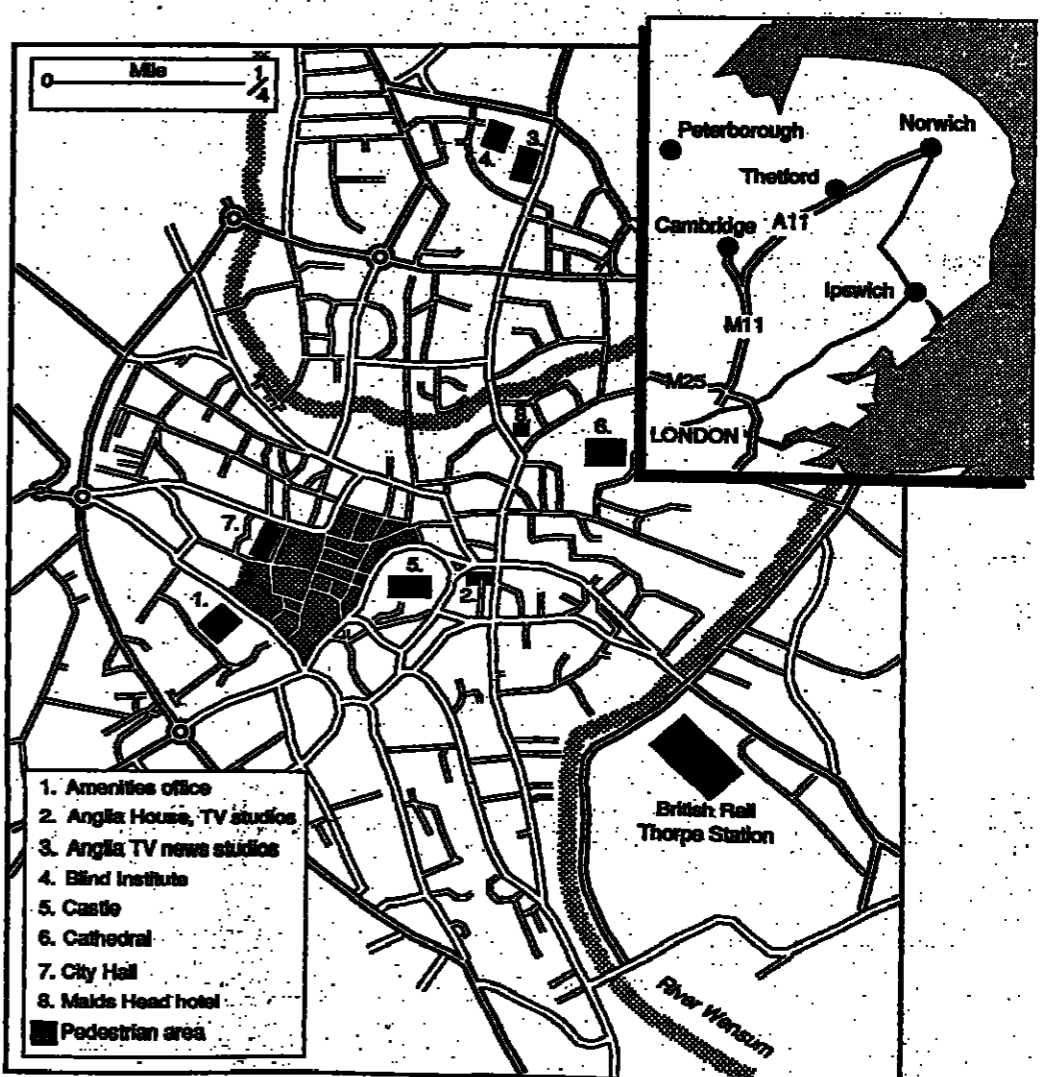 0 Mile 1/4
Peterborough
Norwich
Thetford
Cambridge
A11
Ipswich
M11
M25
LONDON
4.
3.
8.
6.
7.
5.
2.
1.
British Rail
Thorpe Station
River Wensum
1. Amenities office
2. Anglia House, TV studios
3. Anglia TV news studios
4. Blind Institute
5. Castle
6. Cathedral
7. City Hall
8. Maids Head hotel
Pedestrian area